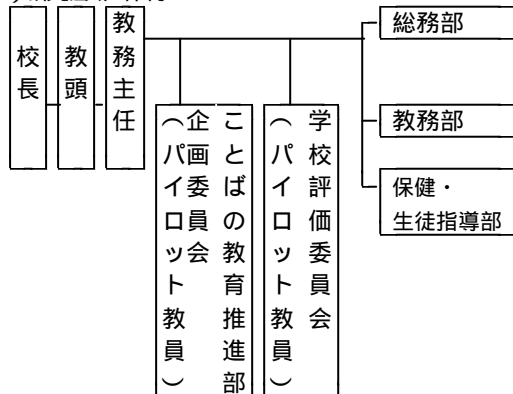 校長
教頭
教務主任
ことばの教育推進部
企画委員会
(パイロット教員)
学校評価委員会
(パイロット教員)
総務部
教務部
保健・
生徒指導部